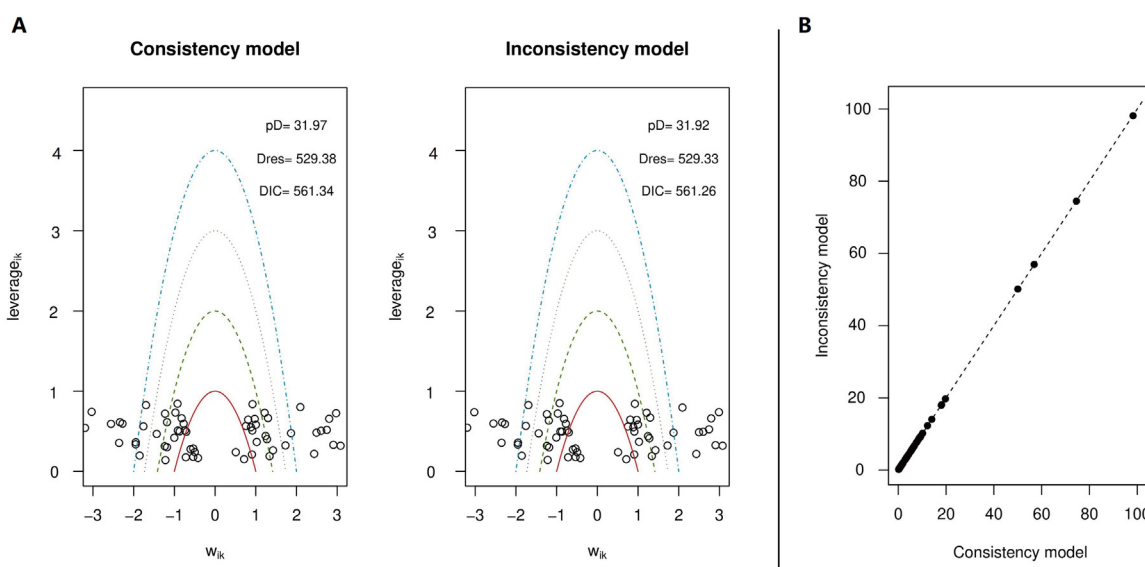 A
Consistency model
pD= 31.97
Dres= 529.38
DIC= 561.34
leverage_ik
4
3
2
1
0
−3 −2 −1 0 1 2 3
w_ik
Inconsistency model
pD= 31.92
Dres= 529.33
DIC= 561.26
leverage_ik
4
3
2
1
0
−3 −2 −1 0 1 2 3
w_ik
B
Inconsistency model
100
80
60
40
20
0
0 20 40 60 80 100
Consistency model